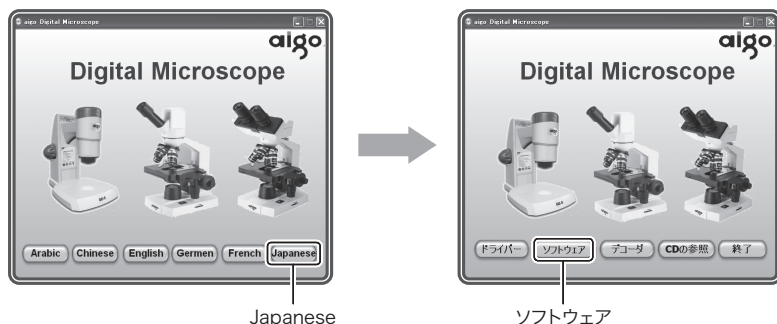 aigo Digital Microscope
aigo
Digital Microscope
Arabic Chinese English Germen French Japanese
Japanese
aigo Digital Microscope
aigo
Digital Microscope
ドライバー ソフトウェア デコーダ CDの参照 終了
ソフトウェア